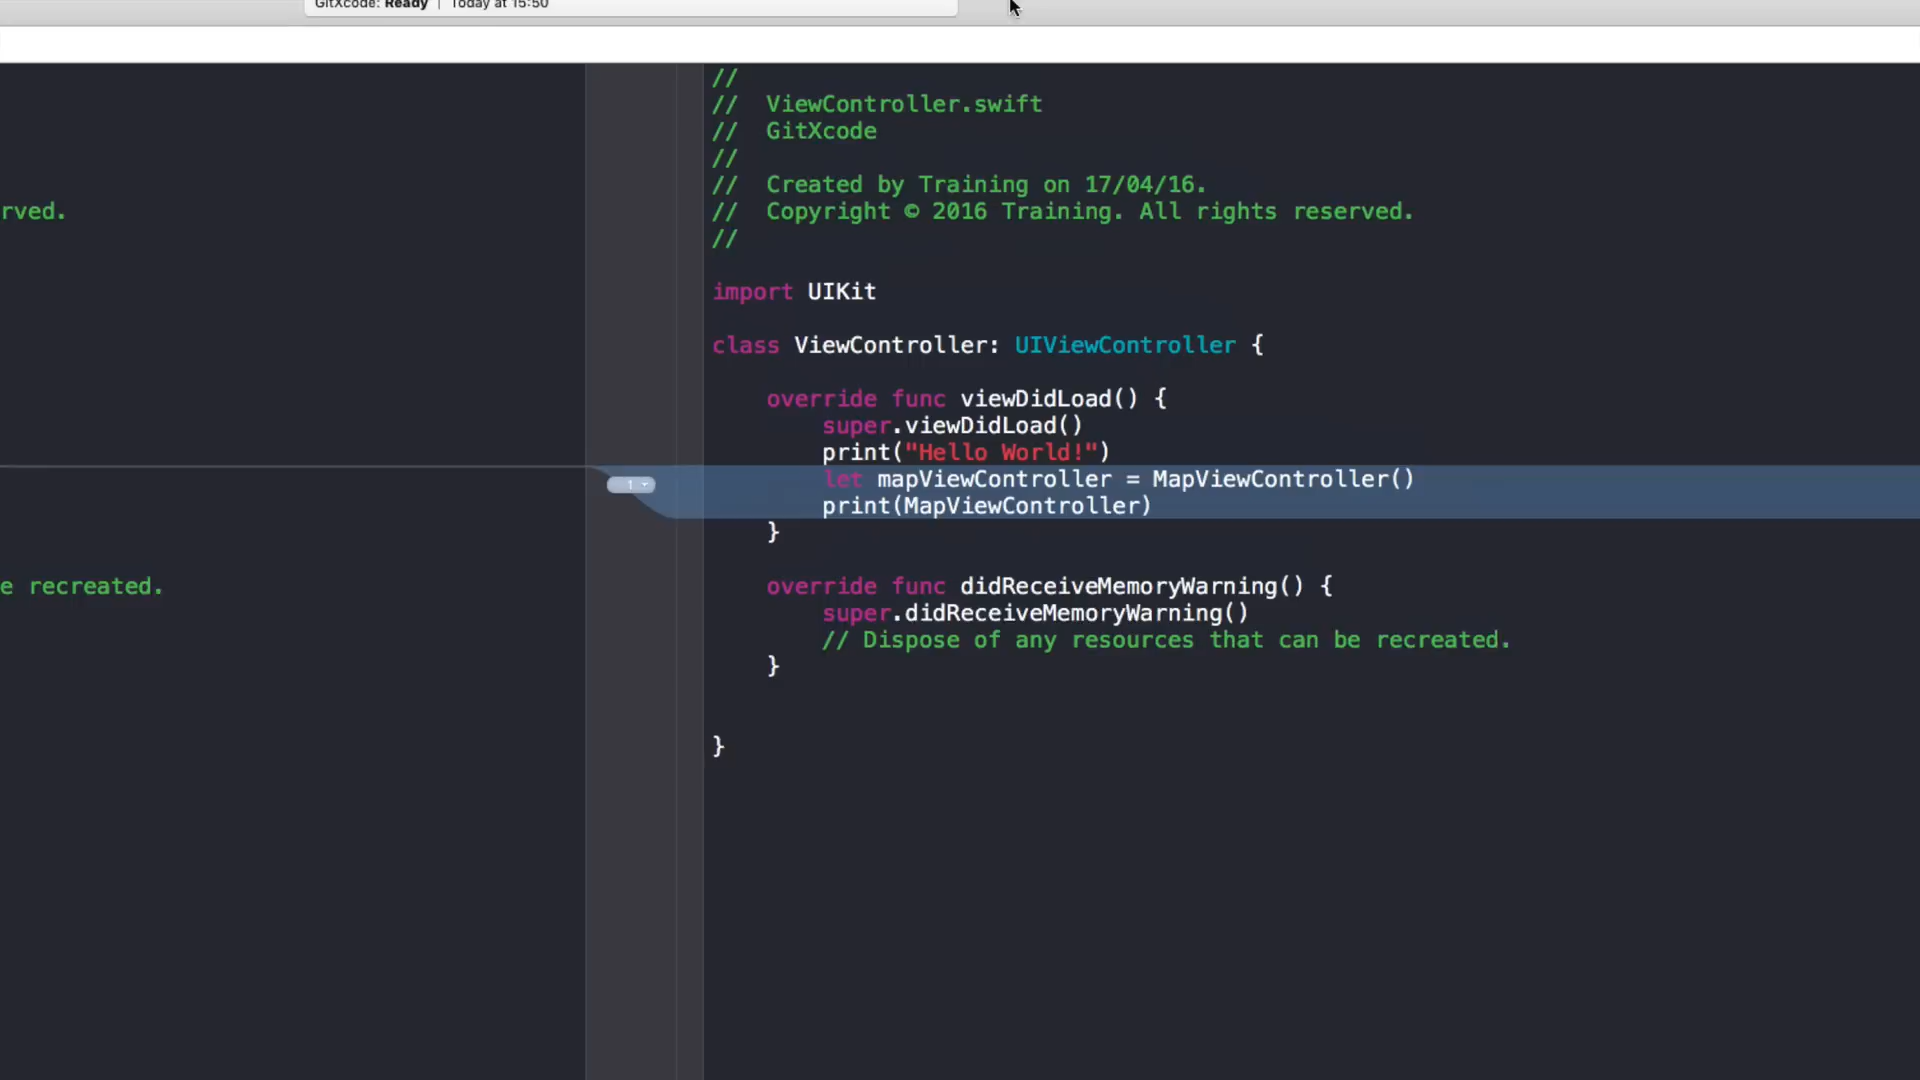 GitXcode: Ready | Today at 15:50
//
// ViewController.swift
// GitXcode
//
// Created by Training on 17/04/16.
// Copyright © 2016 Training. All rights reserved.
//
import UIKit
class ViewController: UIViewController {
override func viewDidLoad() {
super.viewDidLoad()
print("Hello World!")
let mapViewController = MapViewController()
print(MapViewController)
}
override func didReceiveMemoryWarning() {
super.didReceiveMemoryWarning()
// Dispose of any resources that can be recreated.
}
}
rved.
1
e recreated.